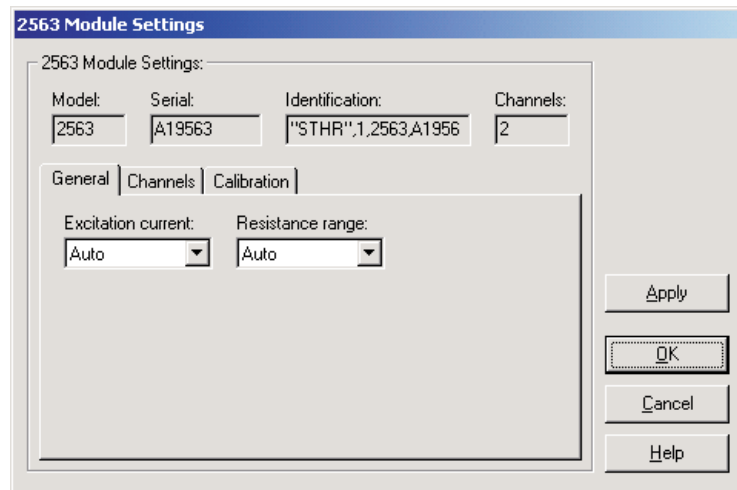 2563 Module Settings
2563 Module Settings:
Model: Serial: Identification: Channels:
2563 A19563 "STHR",1,2563,A1956 2
General Channels Calibration
Excitation current: Resistance range:
Auto Auto
Apply
OK
Cancel
Help